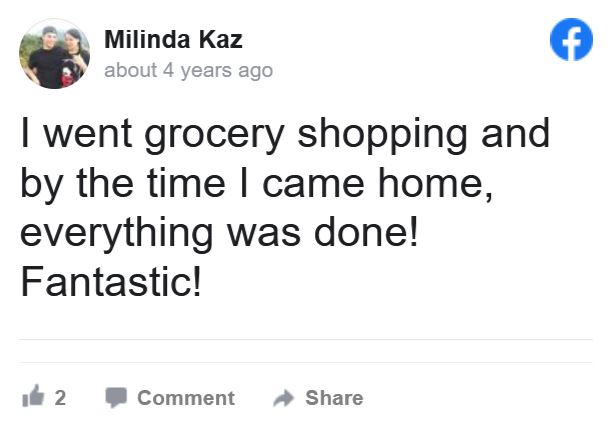 Milinda Kaz
about 4 years ago
I went grocery shopping and
by the time I came home,
everything was done!
Fantastic!
2 Comment Share